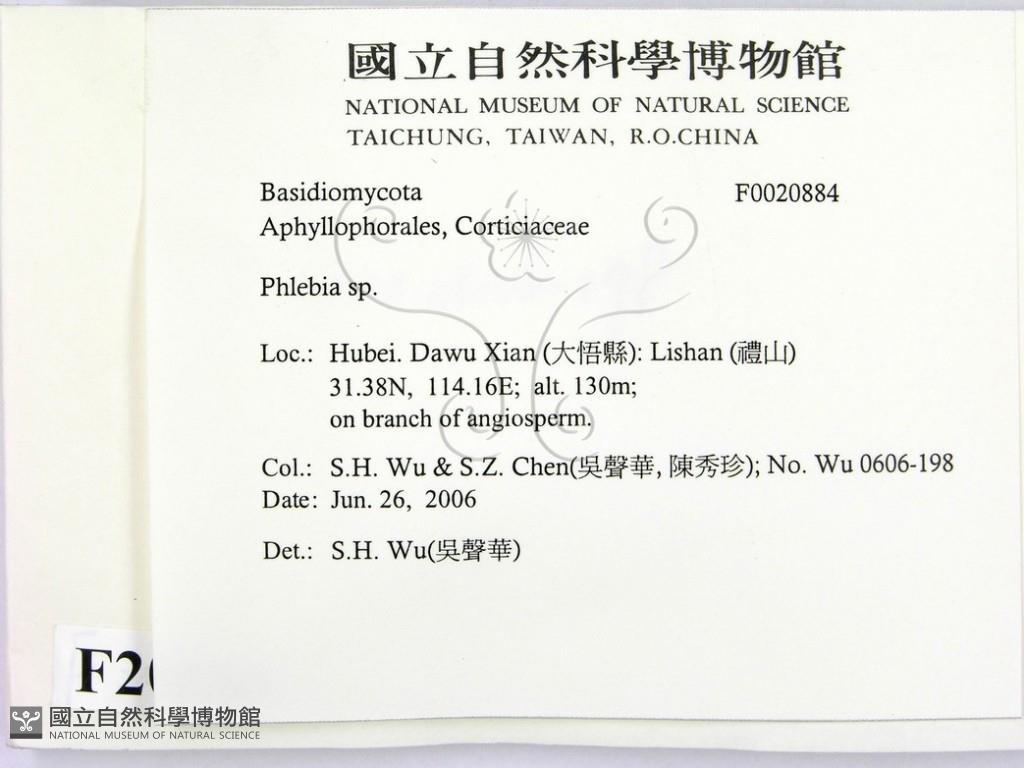 國立自然科學博物館
NATIONAL MUSEUM OF NATURAL SCIENCE
TAICHUNG, TAIWAN, R.O.CHINA
Basidiomycota F0020884
Aphyllophorales, Corticiaceae
Phlebia sp.
Loc.: Hubei. Dawu Xian (大悟縣): Lishan (禮山)
31.38N, 114.16E; alt. 130m;
on branch of angiosperm.
Col.: S.H. Wu & S.Z. Chen(吳聲華, 陳秀珍); No. Wu 0606-198
Date: Jun. 26, 2006
Det.: S.H. Wu(吳聲華)
國立自然科學博物館
NATIONAL MUSEUM OF NATURAL SCIENCE